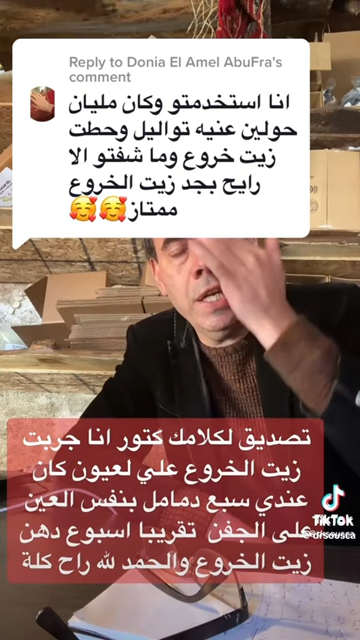 Reply to Donia El Amel AbuFra's
comment
انا استخدمتو وكان مليان
حولين عنيه تواليل وحطت
زيت خروع وما شفتو الا
رايح بجد زيت الخروع
ممتاز🥰🥰
تصديق لكلامك كتور انا جربت
زيت الخروع علي لعيون كان
عندي سبع دمامل بنفس العين
على الجفن تقريبا اسبوع دهن
زيت الخروع والحمد لله راح كلة
TikTok